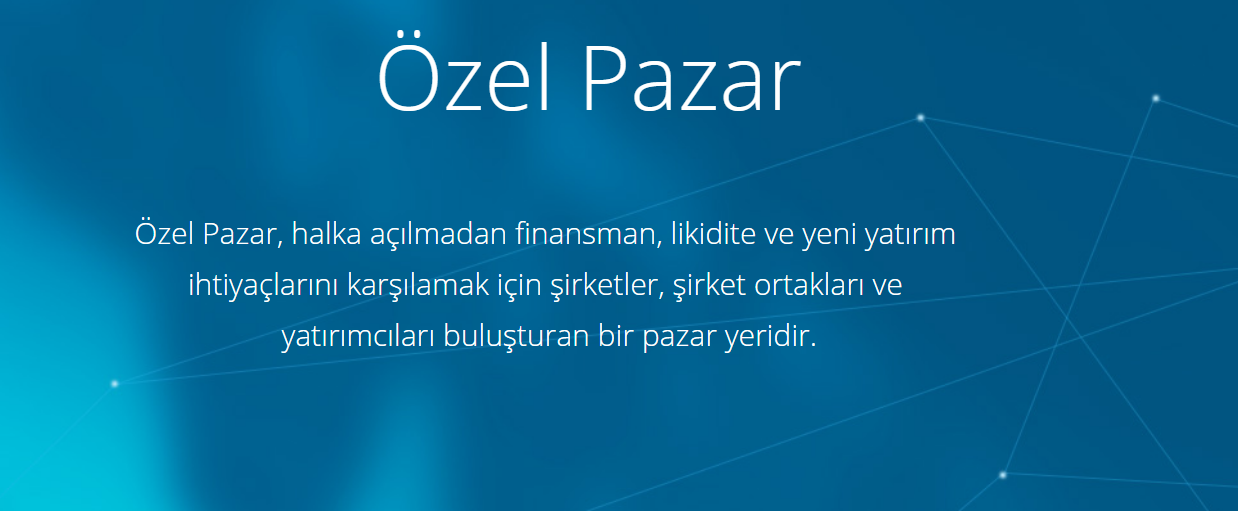 Özel Pazar
Özel Pazar, halka açılmadan finansman, likidite ve yeni yatırım
ihtiyaçlarını karşılamak için şirketler, şirket ortakları ve
yatırımcıları buluşturan bir pazar yeridir.